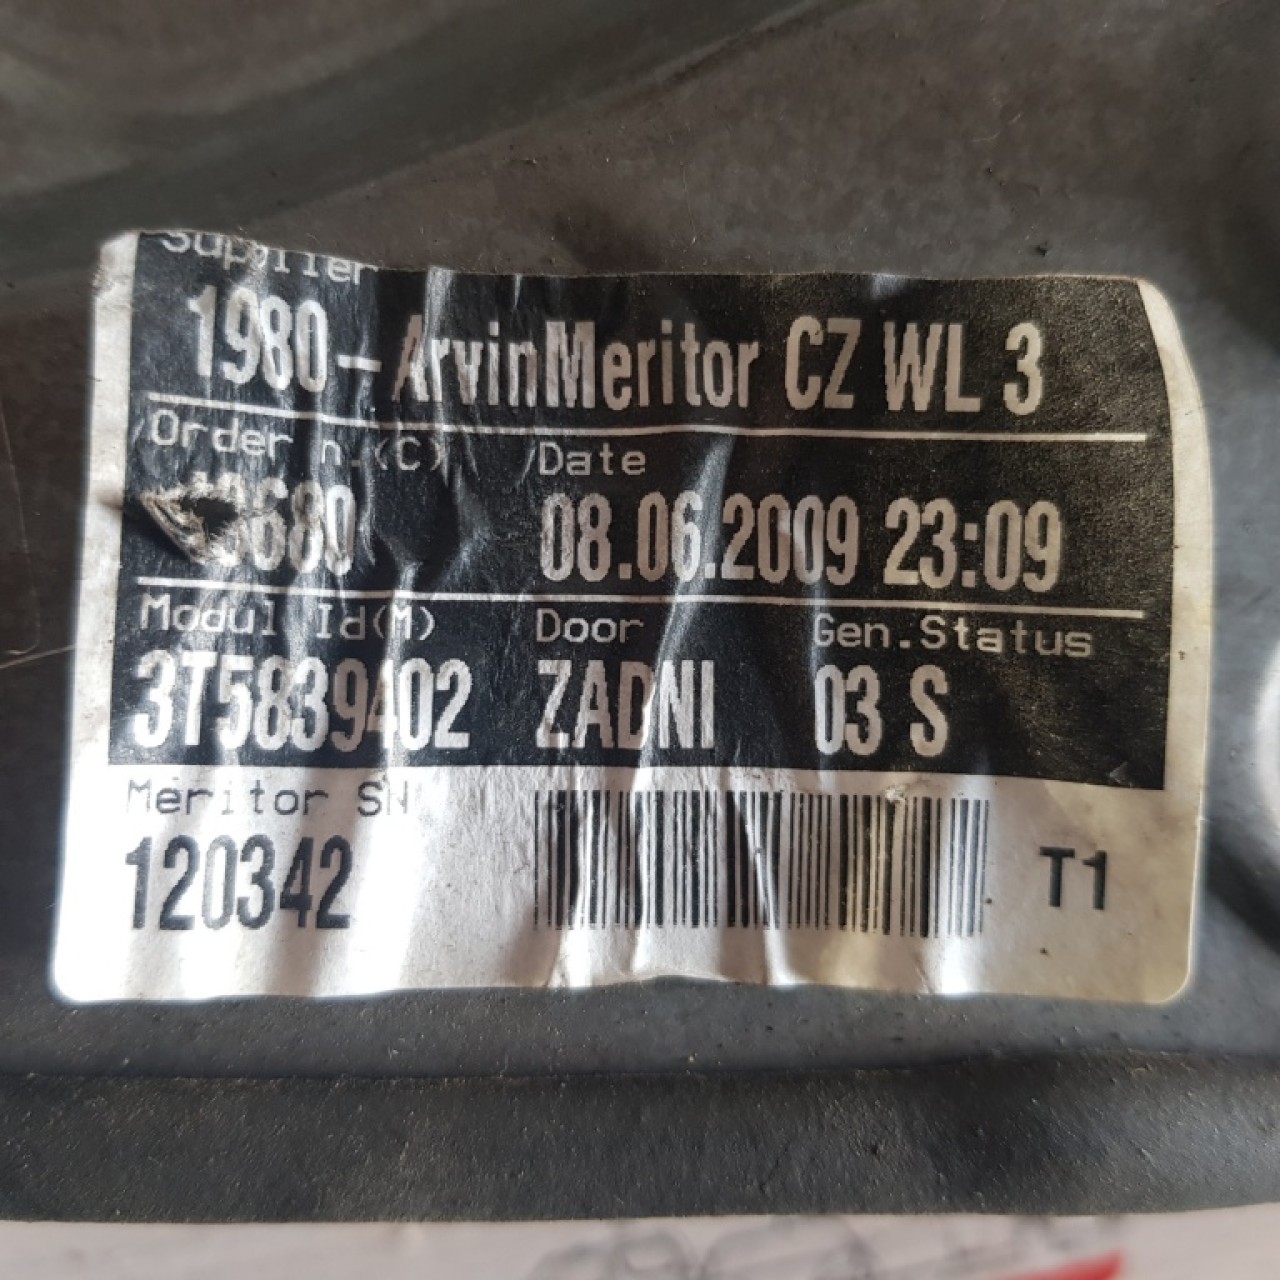 Supplier
1980-ArvinMeritor CZ WL 3
Order n.(C) Date
08.06.2009 23:09
Modul Id(M) Door Gen.Status
3T5839402 ZADNI 03 S
Meritor SN
120342 T1